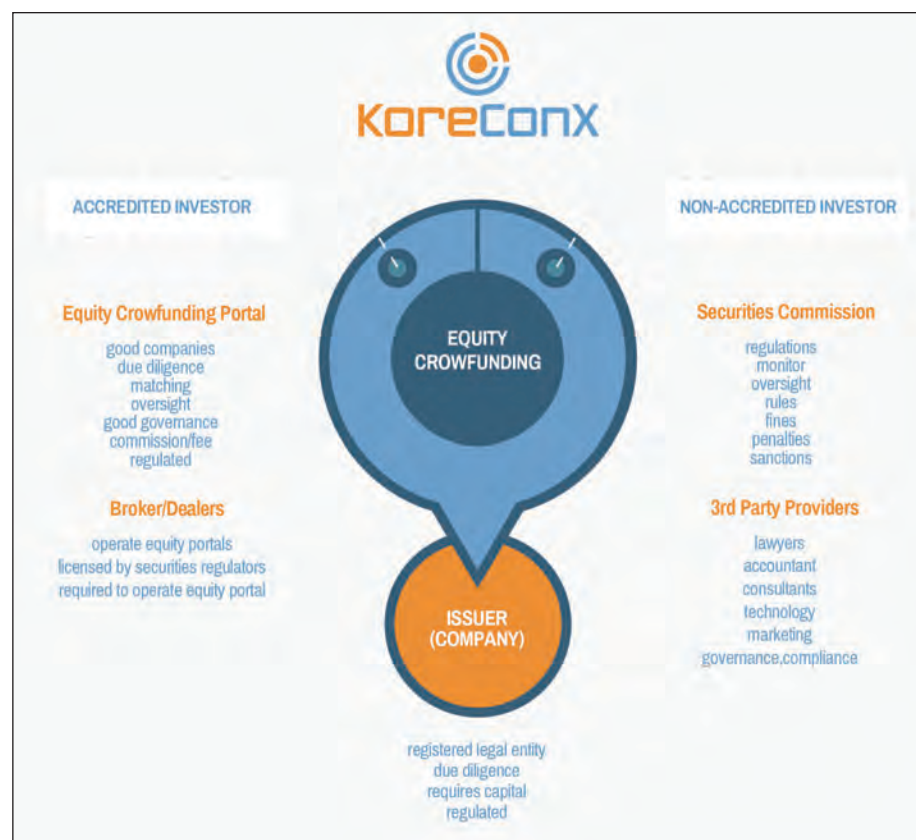 KoreConX
ACCREDITED INVESTOR
Equity Crowfunding Portal
good companies
due diligence
matching
oversight
good governance
commission/fee
regulated
Broker/Dealers
operate equity portals
licensed by securities regulators
required to operate equity portal
EQUITY
CROWFUNDING
ISSUER
(COMPANY)
registered legal entity
due diligence
requires capital
regulated
NON-ACCREDITED INVESTOR
Securities Commission
regulations
monitor
oversight
rules
fines
penalties
sanctions
3rd Party Providers
lawyers
accountant
consultants
technology
marketing
governance,compliance